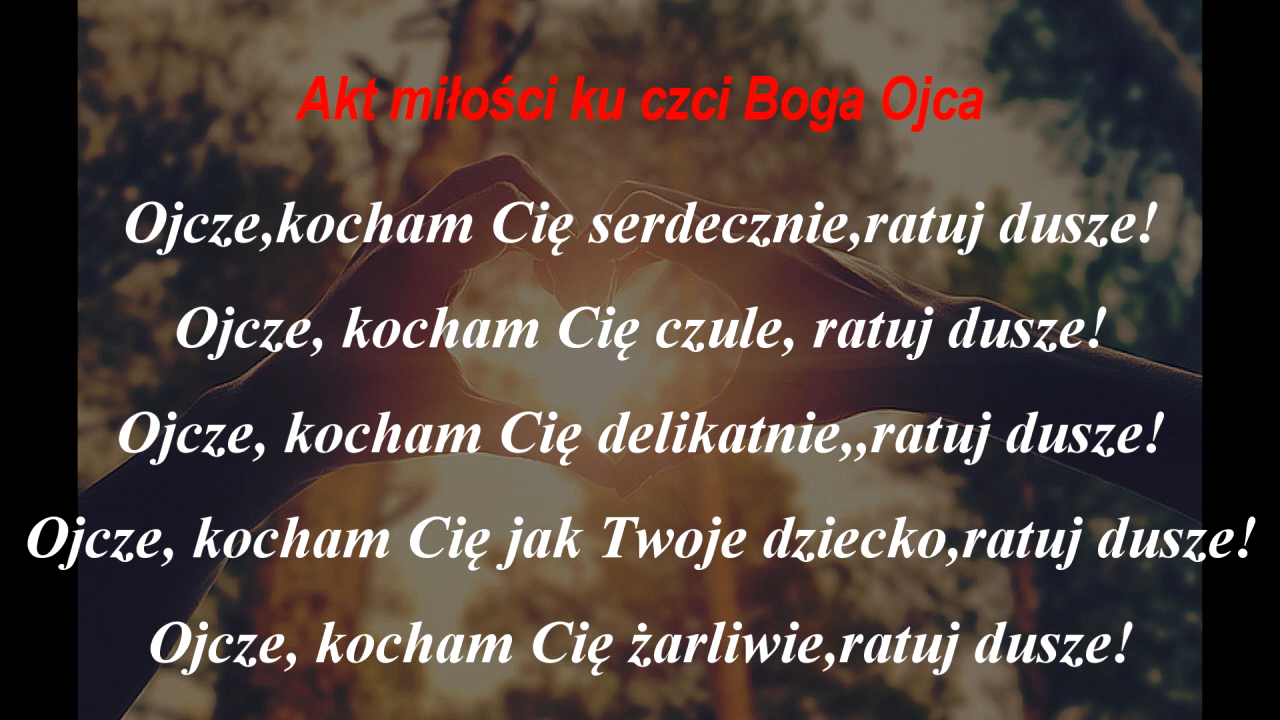 Akt miłości ku czci Boga Ojca
Ojcze,kocham Cię serdecznie,ratuj dusze!
Ojcze, kocham Cię czule, ratuj dusze!
Ojcze, kocham Cię delikatnie,,ratuj dusze!
Ojcze, kocham Cię jak Twoje dziecko,ratuj dusze!
Ojcze, kocham Cię żarliwie,ratuj dusze!